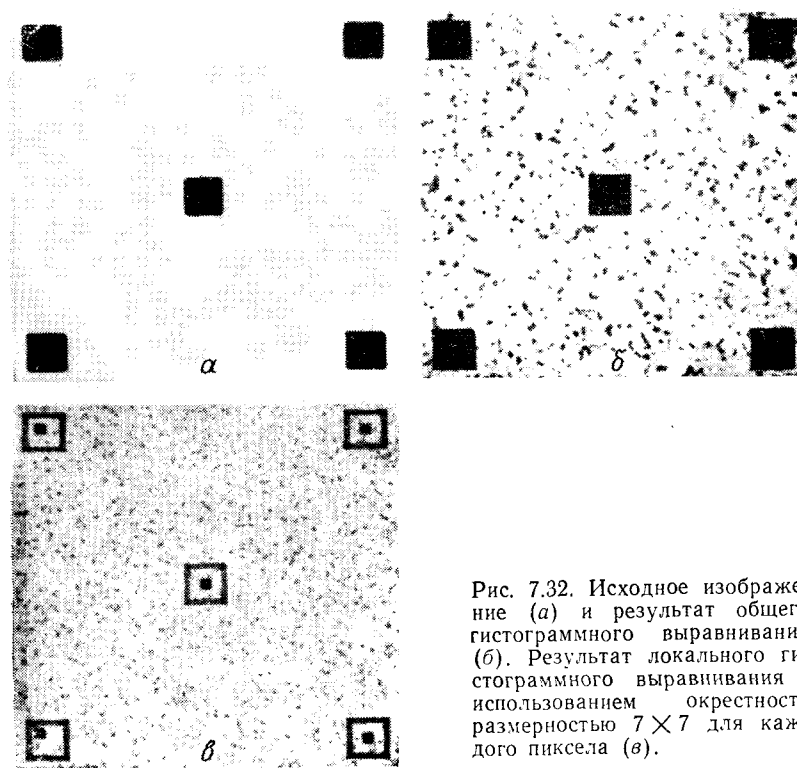 а
б
в
Рис. 7.32. Исходное изображе
ние (а) и результат общег
гистограммного выравнивани
(б). Результат локального ги
стограммного выравнивания
использованием окрестност
размерностью 7 × 7 для каж
дого пиксела (в).